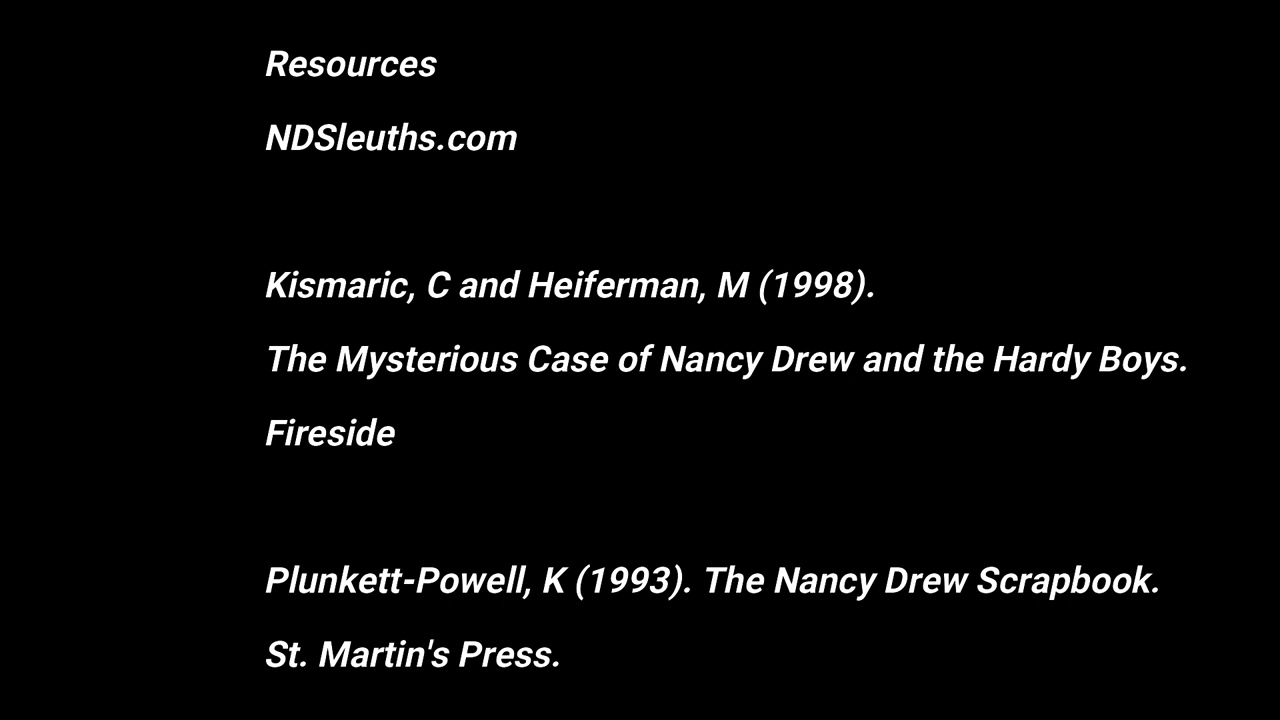 Resources
NDSleuths.com
Kismaric, C and Heiferman, M (1998).
The Mysterious Case of Nancy Drew and the Hardy Boys.
Fireside
Plunkett-Powell, K (1993). The Nancy Drew Scrapbook.
St. Martin's Press.